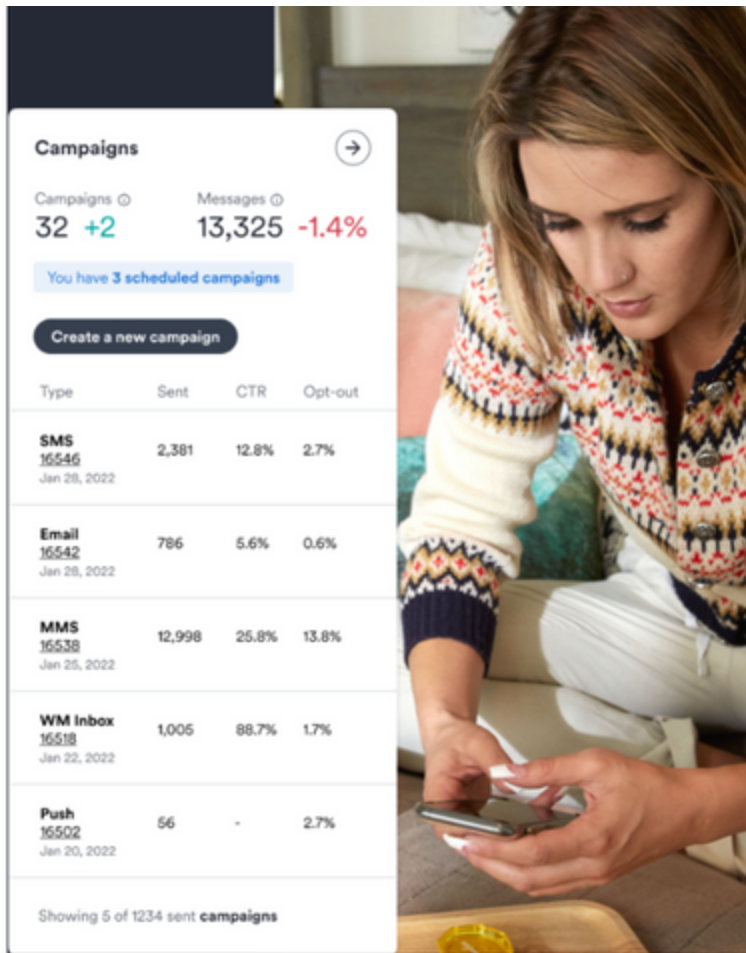 Campaigns
Campaigns Messages
32 +2 13,325 -1.4%
You have 3 scheduled campaigns
Create a new campaign
Type Sent CTR Opt-out
SMS
16546
Jan 28, 2022
2,381 12.8% 2.7%
Email
16542
Jan 28, 2022
786 5.6% 0.6%
MMS
16538
Jan 25, 2022
12,998 25.8% 13.8%
WM Inbox
16518
Jan 22, 2022
1,005 88.7% 1.7%
Push
16502
Jan 20, 2022
56 - 2.7%
Showing 5 of 1234 sent campaigns